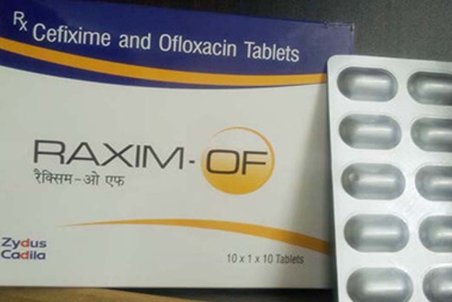 Rx Cefixime and Ofloxacin Tablets
RAXIM-OF
रैक्सिम-ओ एफ
Zydus
Cadila
10 x 1 x 10 Tablets